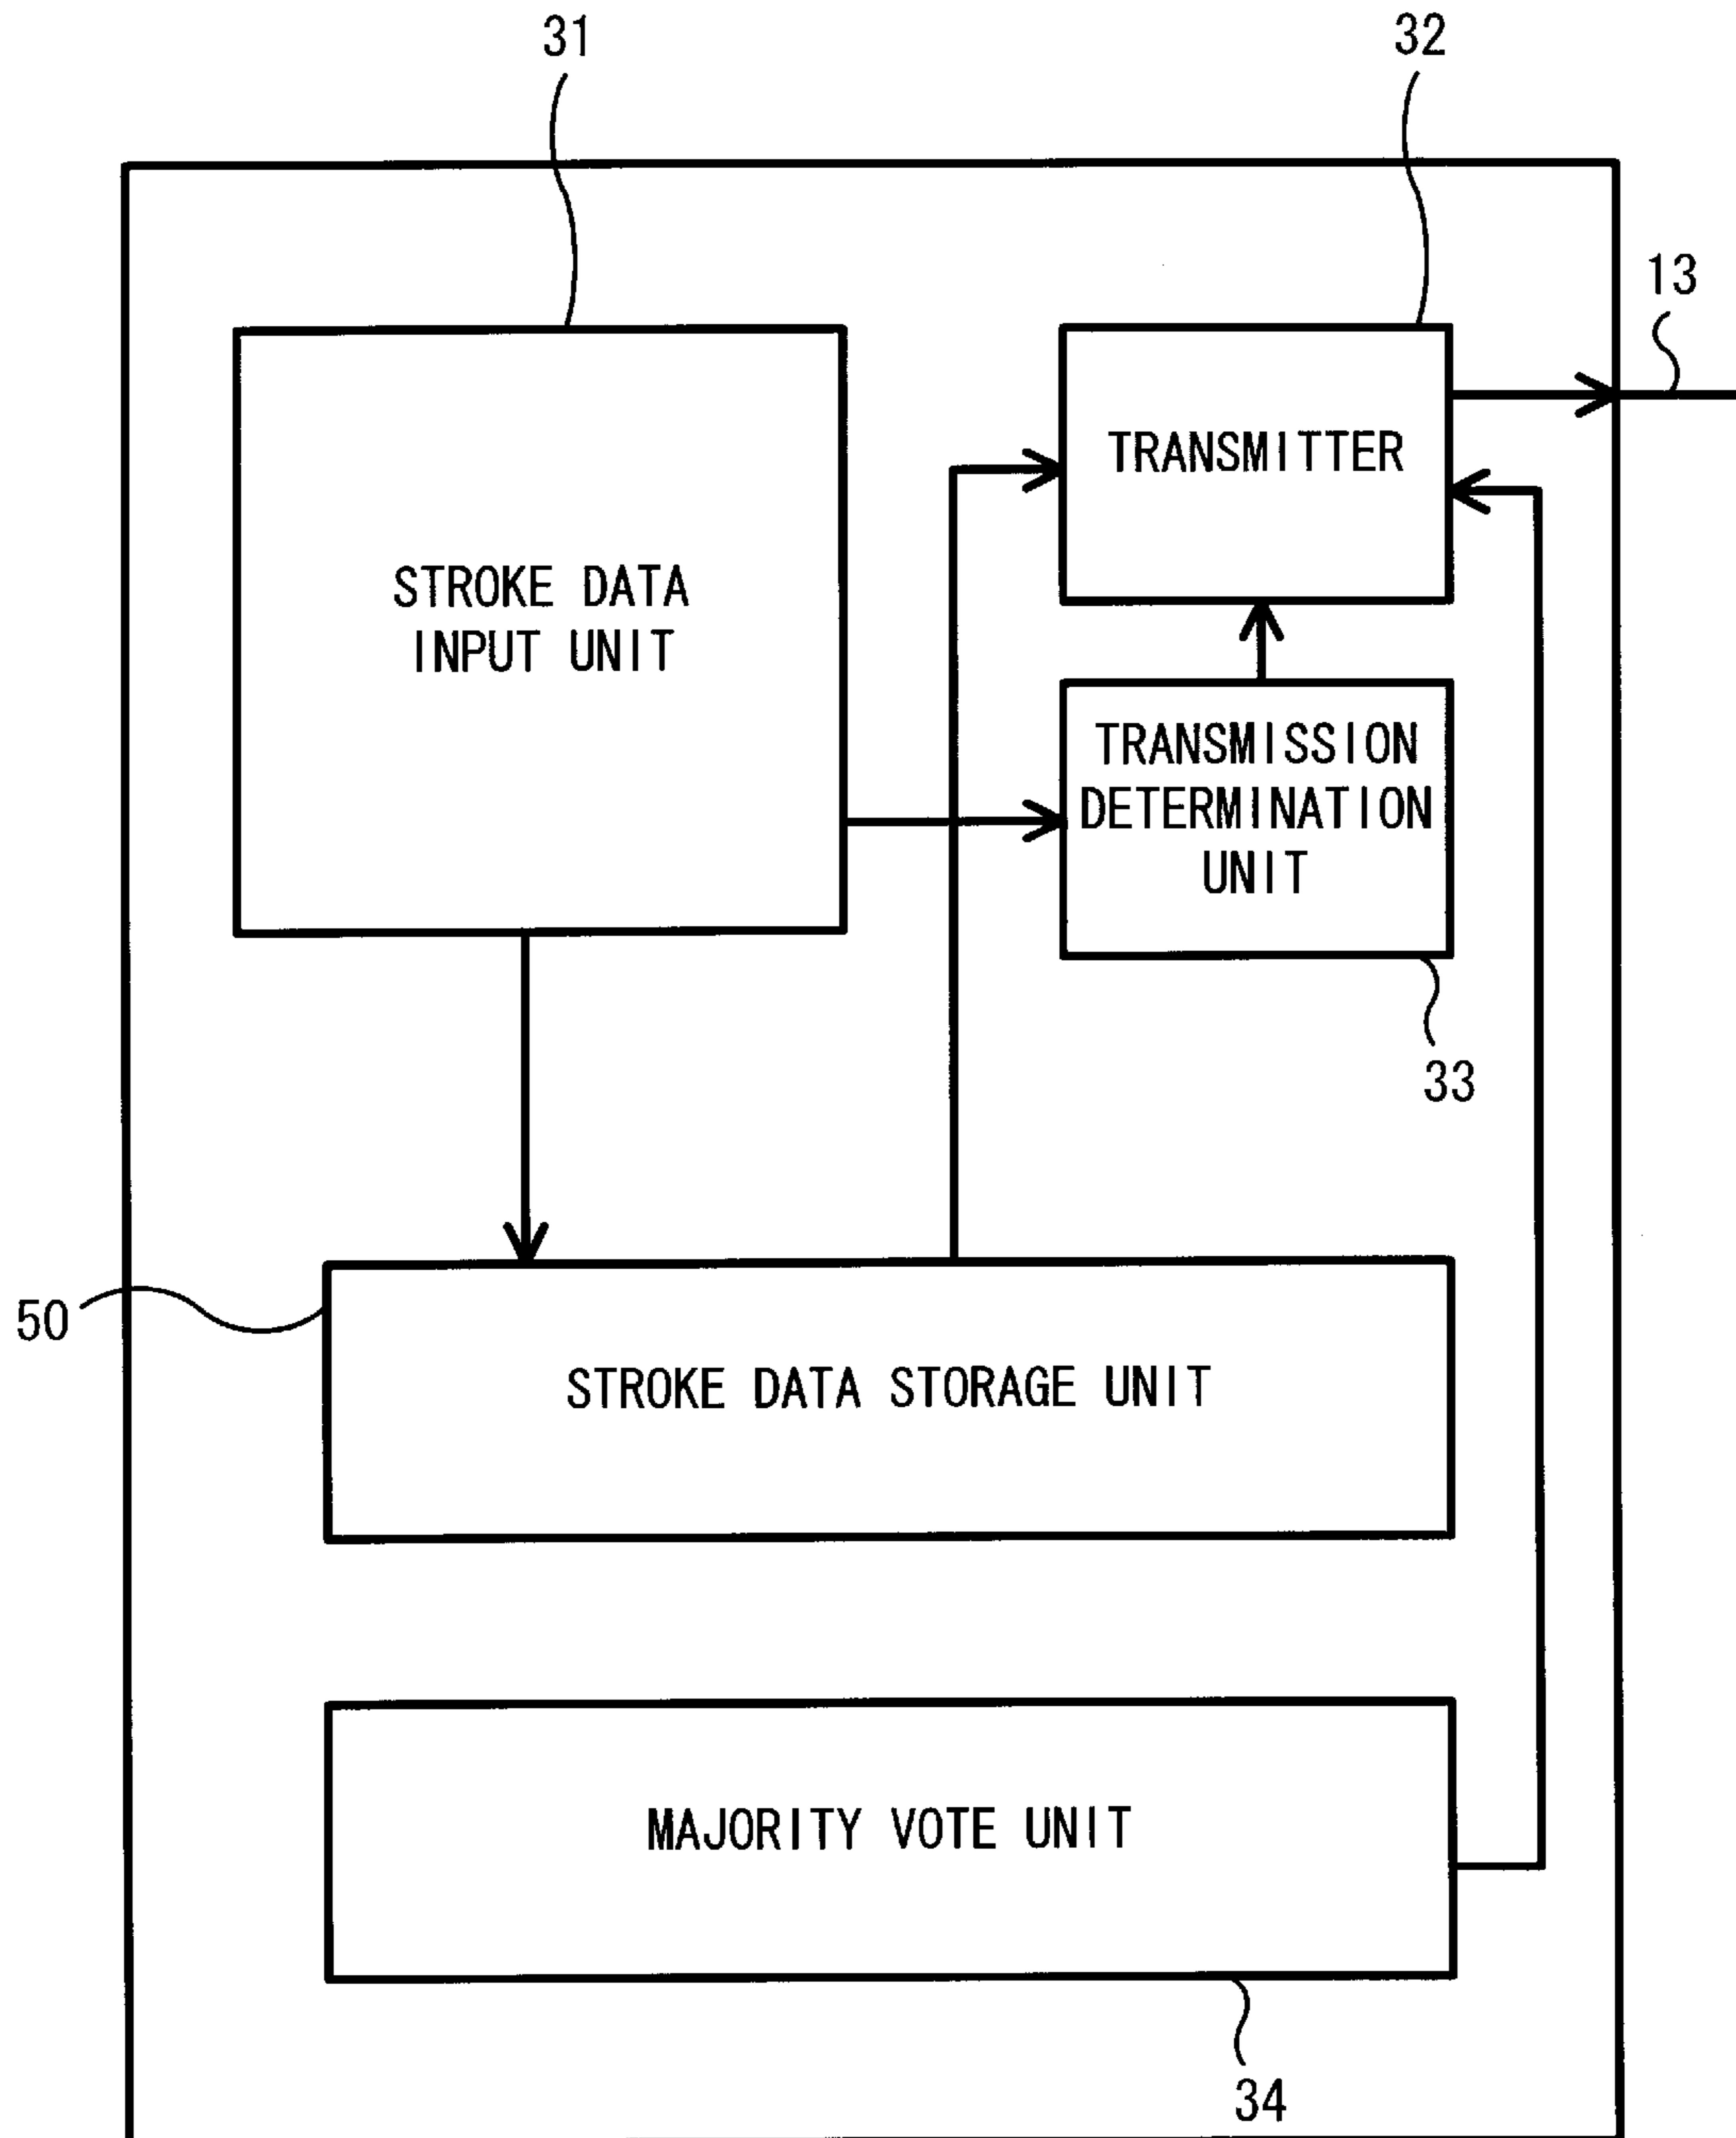 31
32
13
STROKE DATA
INPUT UNIT
TRANSMITTER
TRANSMISSION
DETERMINATION
UNIT
33
50
STROKE DATA STORAGE UNIT
MAJORITY VOTE UNIT
34